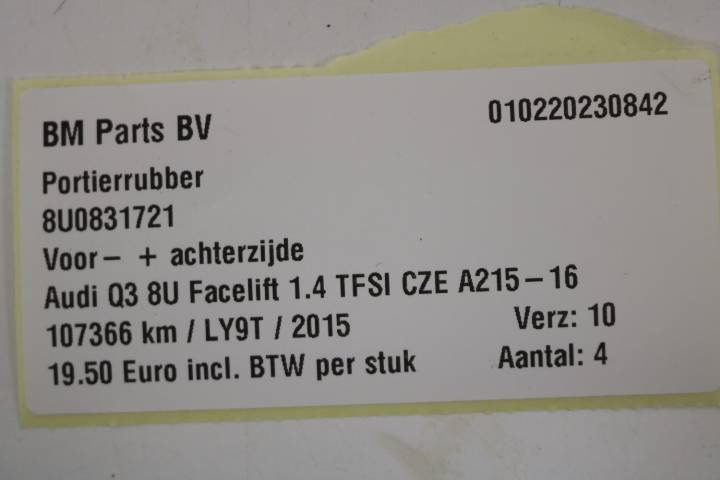 BM Parts BV 010220230842
Portierrubber
8U0831721
Voor- + achterzijde
Audi Q3 8U Facelift 1.4 TFSI CZE A215-16
107366 km / LY9T / 2015 Verz: 10
19.50 Euro incl. BTW per stuk Aantal: 4